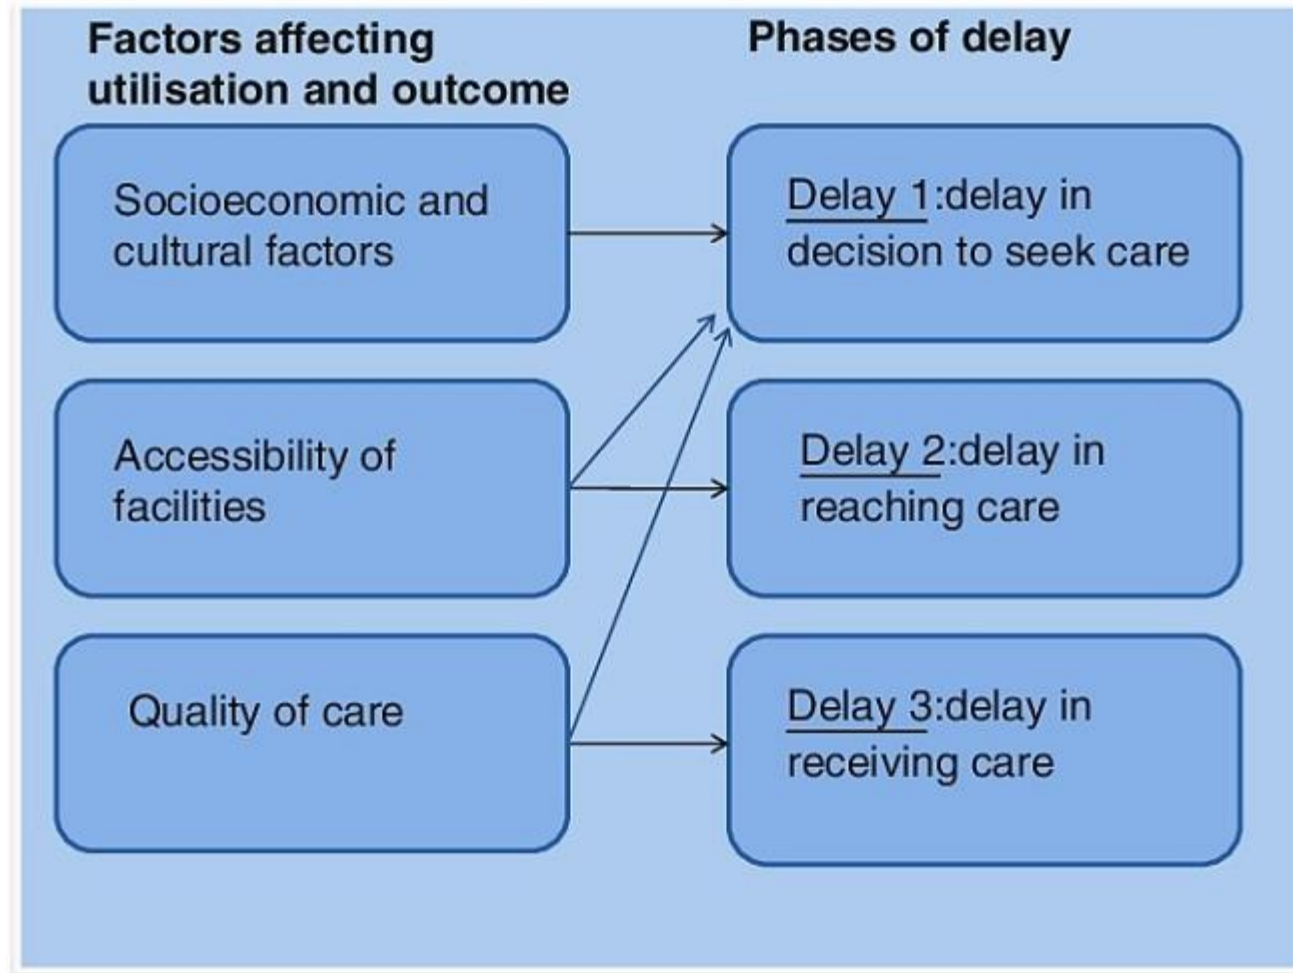 Factors affecting
utilisation and outcome
Phases of delay
Socioeconomic and
cultural factors
Delay 1:delay in
decision to seek care
Accessibility of
facilities
Delay 2:delay in
reaching care
Quality of care
Delay 3:delay in
receiving care